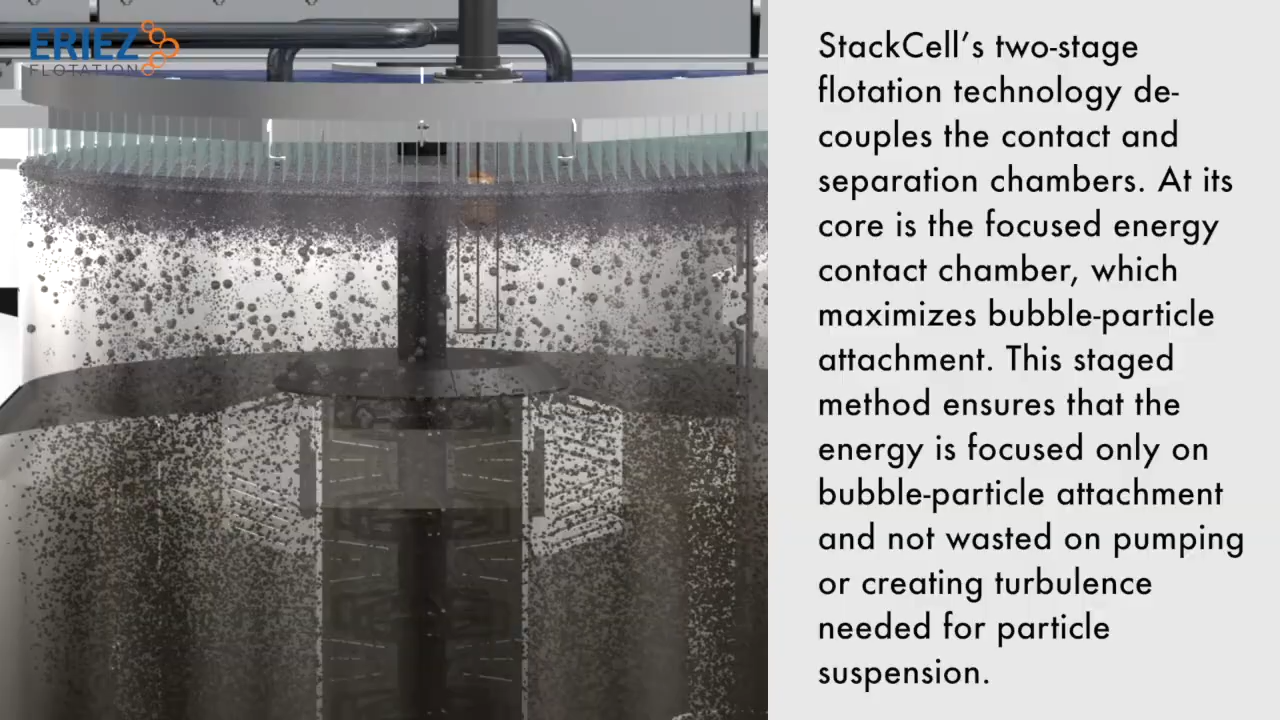 ERIEZ
FLOTATION
StackCell’s two-stage
flotation technology de-
couples the contact and
separation chambers. At its
core is the focused energy
contact chamber, which
maximizes bubble-particle
attachment. This staged
method ensures that the
energy is focused only on
bubble-particle attachment
and not wasted on pumping
or creating turbulence
needed for particle
suspension.